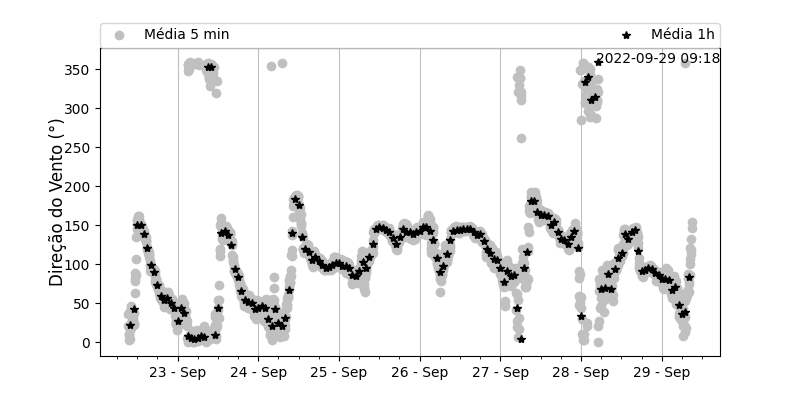 Média 5 min
Média 1h
2022-09-29 09:18
Direção do Vento (°)
350
300
250
200
150
100
50
0
23 - Sep
24 - Sep
25 - Sep
26 - Sep
27 - Sep
28 - Sep
29 - Sep